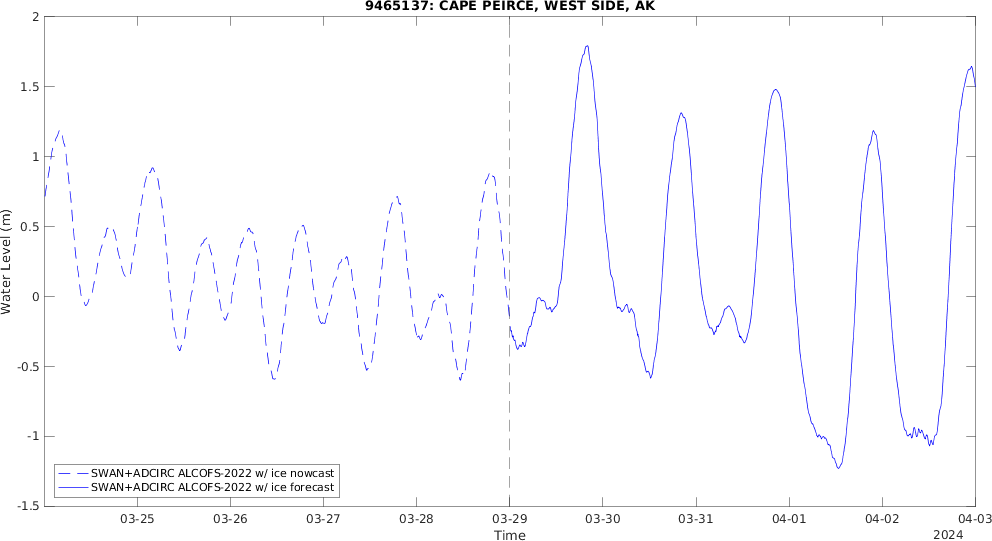 9465137: CAPE PEIRCE, WEST SIDE, AK
2
1.5
1
0.5
0
-0.5
-1
-1.5
Water Level (m)
SWAN+ADCIRC ALCOFS-2022 w/ ice nowcast
SWAN+ADCIRC ALCOFS-2022 w/ ice forecast
03-25 03-26 03-27 03-28 03-29 03-30 03-31 04-01 04-02 04-03
Time
2024